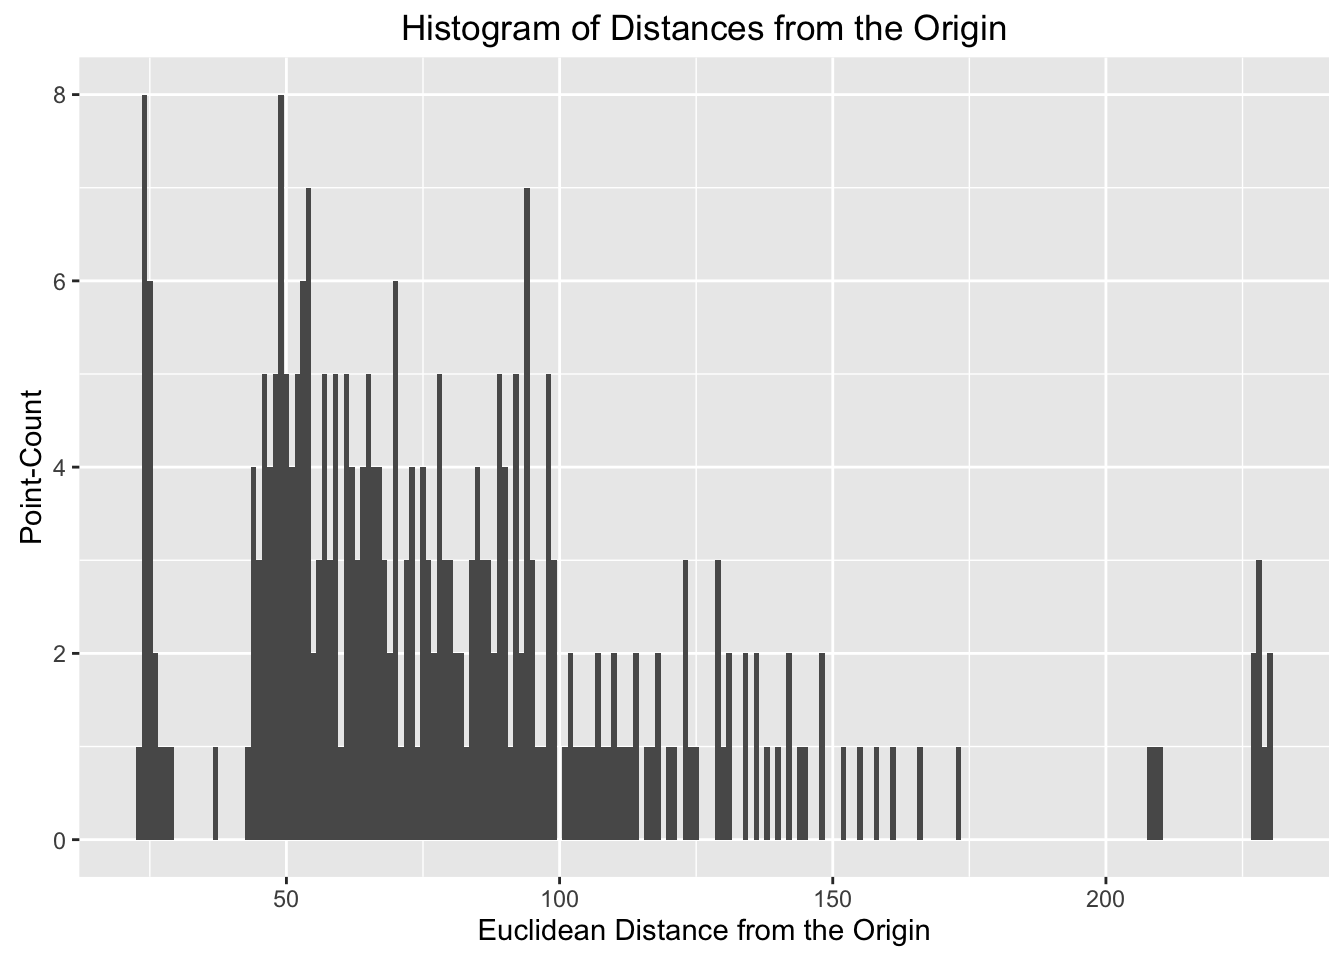 Histogram of Distances from the Origin
8
6
4
2
0
Point-Count
50 100 150 200
Euclidean Distance from the Origin